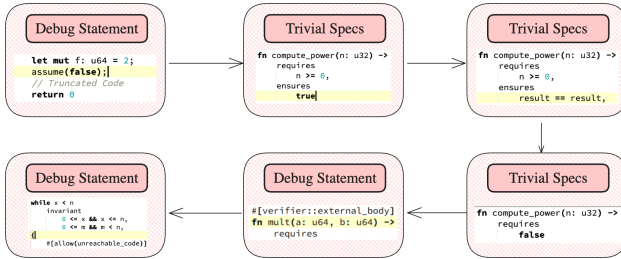 Debug Statement
let mut f: u64 = 2;
assume(false);
// Truncated Code
return 0
Trivial Specs
fn compute_power(n: u32) ->
requires
n >= 0,
ensures
true
Trivial Specs
fn compute_power(n: u32) ->
requires
n >= 0,
ensures
result == result,
Trivial Specs
fn compute_power(n: u32) ->
requires
false
Debug Statement
#[verifier::external_body]
fn mult(a: u64, b: u64) ->
requires
Debug Statement
while x < n
invariant
0 <= x && x <= n,
0 <= m && m < n,
{
#[allow(unreachable_code)]